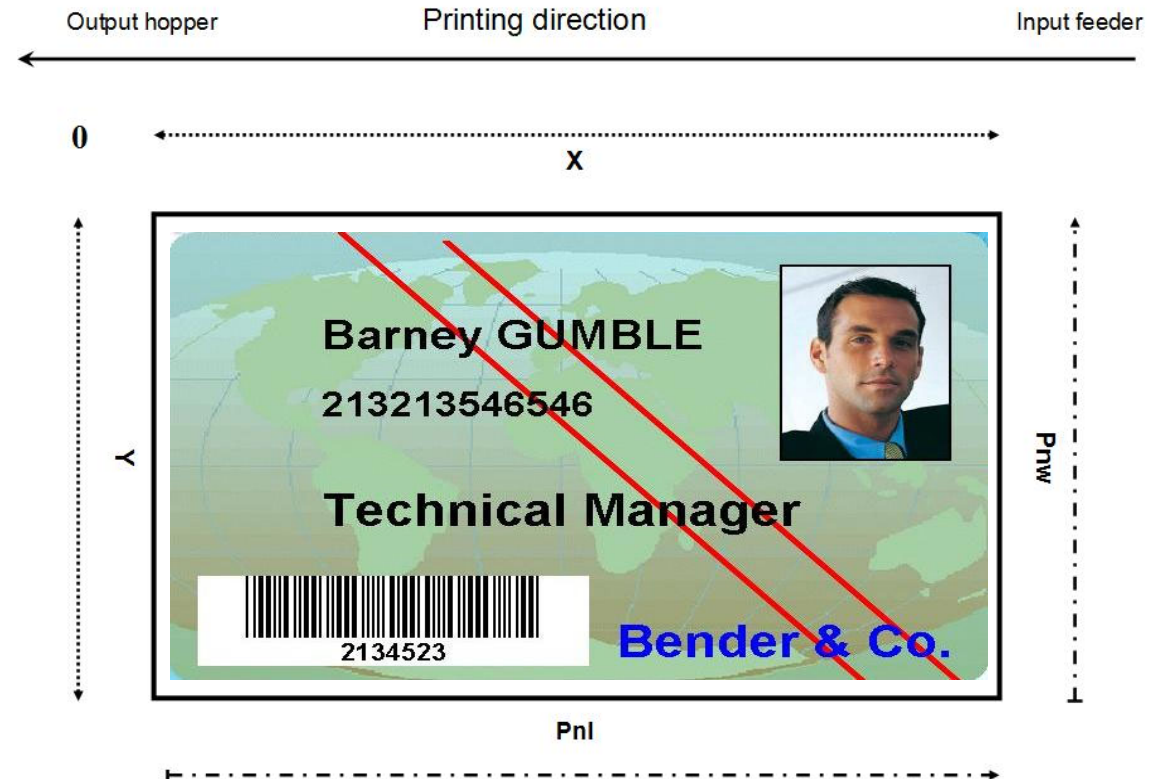 Output hopper Printing direction Input feeder
0
X
Barney GUMBLE
213213546546
Y
Pnw
Technical Manager
2134523
Bender & Co.
Pnl